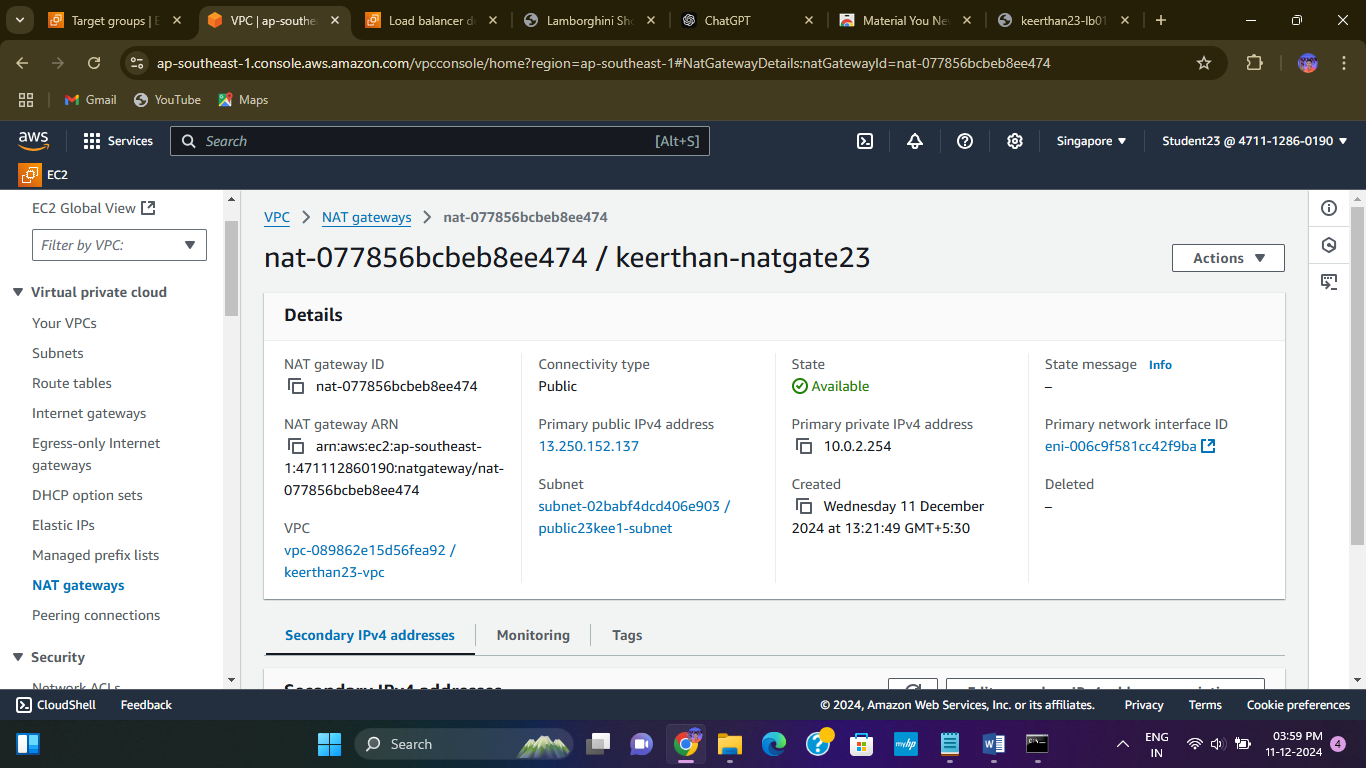 Target groups | E
VPC | ap-southea
Load balancer d
Lamborghini Sho
ChatGPT
Material You Ne
keerthan23-lb01
ap-southeast-1.console.aws.amazon.com/vpcconsole/home?region=ap-southeast-1#NatGatewayDetails:natGatewayId=nat-077856bcbeb8ee474
Gmail
YouTube
Maps
aws
Services
Search
[Alt+S]
Singapore
Student23 @ 4711-1286-0190
EC2
EC2 Global View
Filter by VPC:
Virtual private cloud
Your VPCs
Subnets
Route tables
Internet gateways
Egress-only Internet
gateways
DHCP option sets
Elastic IPs
Managed prefix lists
NAT gateways
Peering connections
Security
Network ACLs
VPC > NAT gateways > nat-077856bcbeb8ee474
nat-077856bcbeb8ee474 / keerthan-natgate23
Actions
Details
NAT gateway ID
nat-077856bcbeb8ee474
NAT gateway ARN
arn:aws:ec2:ap-southeast-
1:471112860190:natgateway/nat-
077856bcbeb8ee474
VPC
vpc-089862e15d56fea92 /
keerthan23-vpc
Connectivity type
Public
Primary public IPv4 address
13.250.152.137
Subnet
subnet-02babf4dcd406e903 /
public23kee1-subnet
State
Available
Primary private IPv4 address
10.0.2.254
Created
Wednesday 11 December
2024 at 13:21:49 GMT+5:30
State message Info
–
Primary network interface ID
eni-006c9f581cc42f9ba
Deleted
–
Secondary IPv4 addresses
Monitoring
Tags
Secondary IPv4 addresses
CloudShell
Feedback
© 2024, Amazon Web Services, Inc. or its affiliates.
Privacy
Terms
Cookie preferences
Search
myhp
ENG
IN
03:59 PM
11-12-2024
4